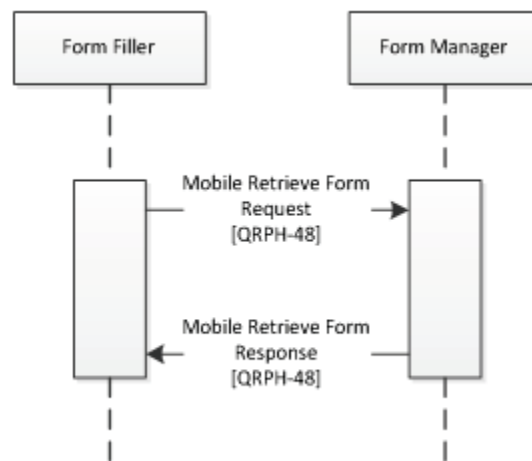 Form Filler
Form Manager
Mobile Retrieve Form
Request
[QRPH-48]
Mobile Retrieve Form
Response
[QRPH-48]